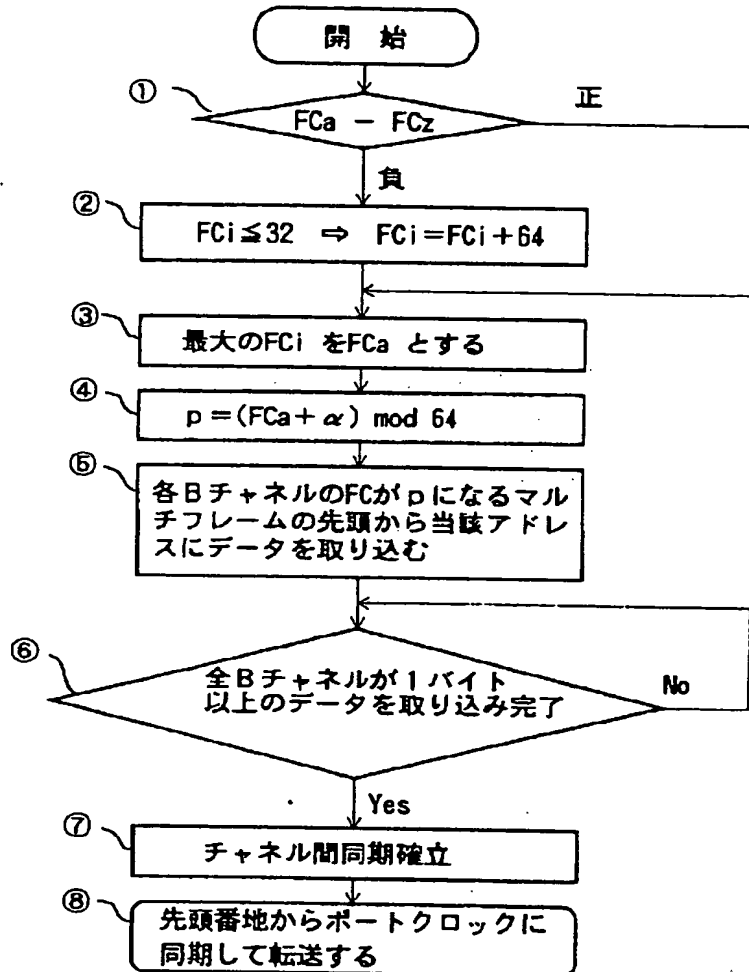 開 始
①
FCa − FCz
正
負
②
FCi≦32 ⇒ FCi=FCi+64
③
最大のFCi をFCa とする
④
p=(FCa+α) mod 64
⑤
各BチャネルのFCがpになるマル
チフレームの先頭から当該アドレ
スにデータを取り込む
⑥
全Bチャネルが1バイト
以上のデータを取り込み完了
No
Yes
⑦
チャネル間同期確立
⑧
先頭番地からポートクロックに
同期して転送する